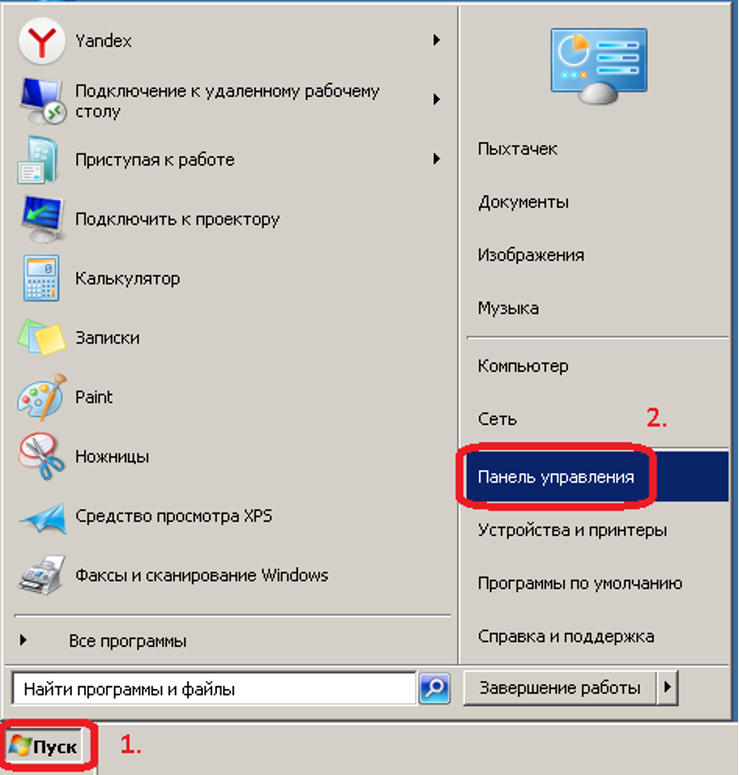 Yandex
Подключение к удаленному рабочему
столу
Приступая к работе
Подключить к проектору
Калькулятор
Записки
Paint
Ножницы
Средство просмотра XPS
Факсы и сканирование Windows
Все программы
Найти программы и файлы
Пыхтачек
Документы
Изображения
Музыка
Компьютер
Сеть
2.
Панель управления
Устройства и принтеры
Программы по умолчанию
Справка и поддержка
Завершение работы
Пуск
1.